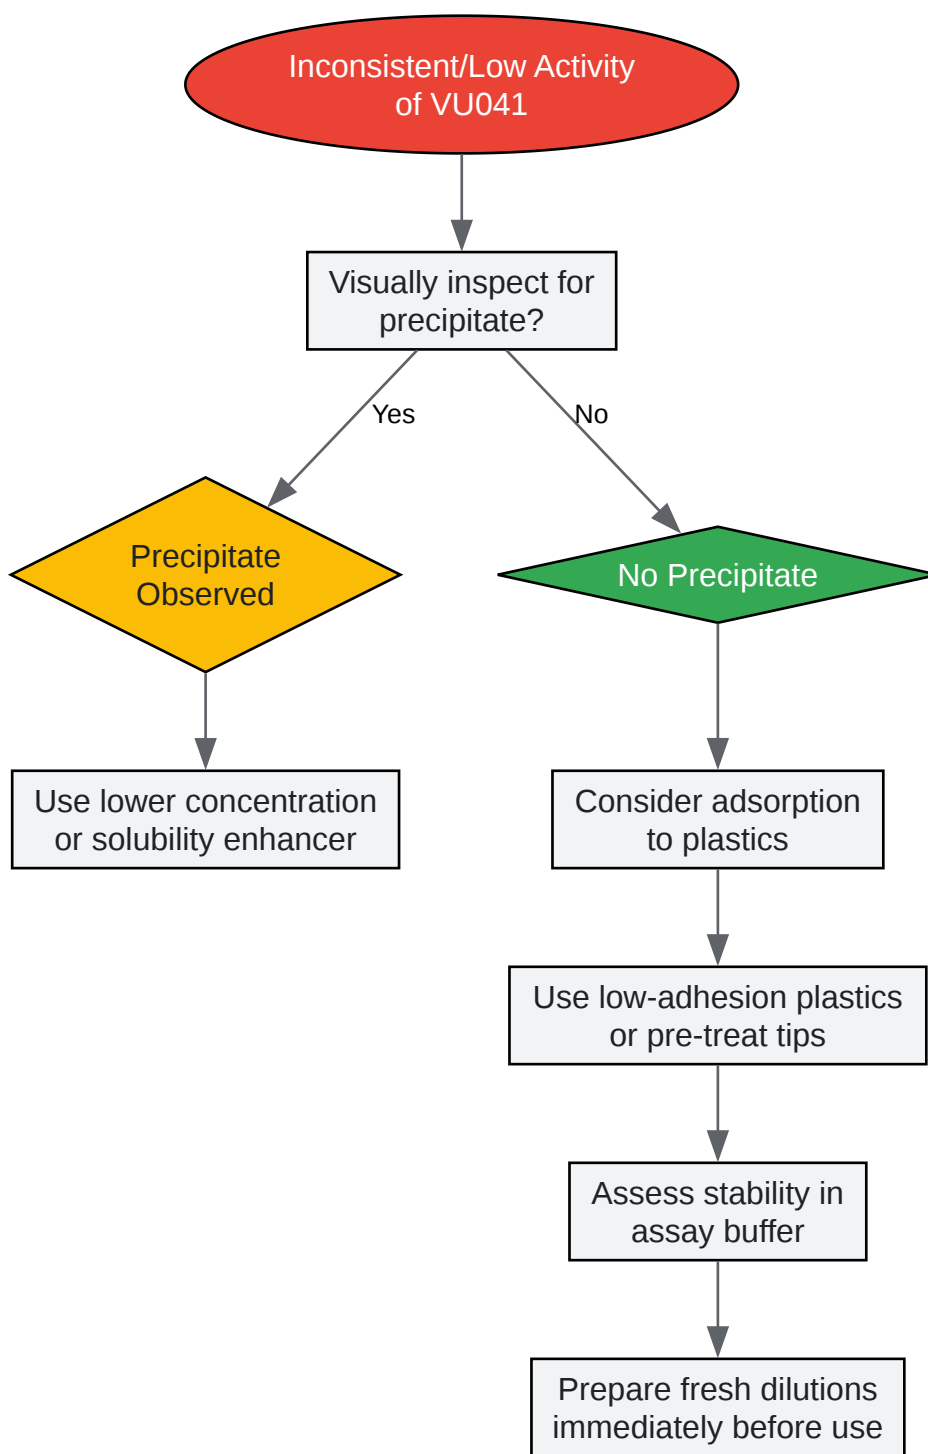 Inconsistent/Low Activity
of VU041
Visually inspect for
precipitate?
Yes
No
Precipitate
Observed
No Precipitate
Use lower concentration
or solubility enhancer
Consider adsorption
to plastics
Use low-adhesion plastics
or pre-treat tips
Assess stability in
assay buffer
Prepare fresh dilutions
immediately before use